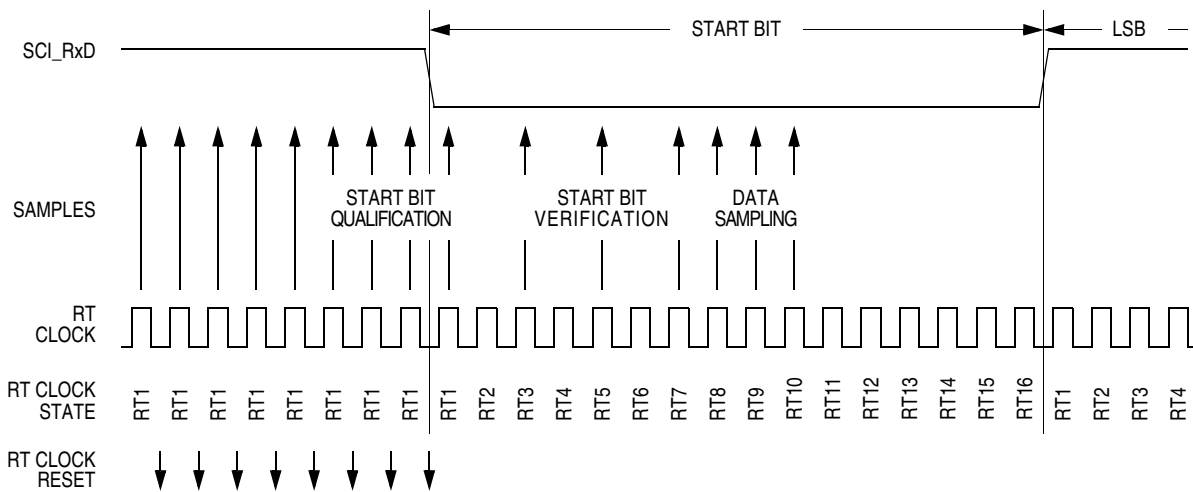 START BIT
LSB
SCI_RxD
SAMPLES
START BIT
QUALIFICATION
START BIT
VERIFICATION
DATA
SAMPLING
RT
CLOCK
RT CLOCK
STATE
RT1 RT1 RT1 RT1 RT1 RT1 RT1 RT1 RT1 RT2 RT3 RT4 RT5 RT6 RT7 RT8 RT9 RT10 RT11 RT12 RT13 RT14 RT15 RT16 RT1 RT2 RT3 RT4
RT CLOCK
RESET